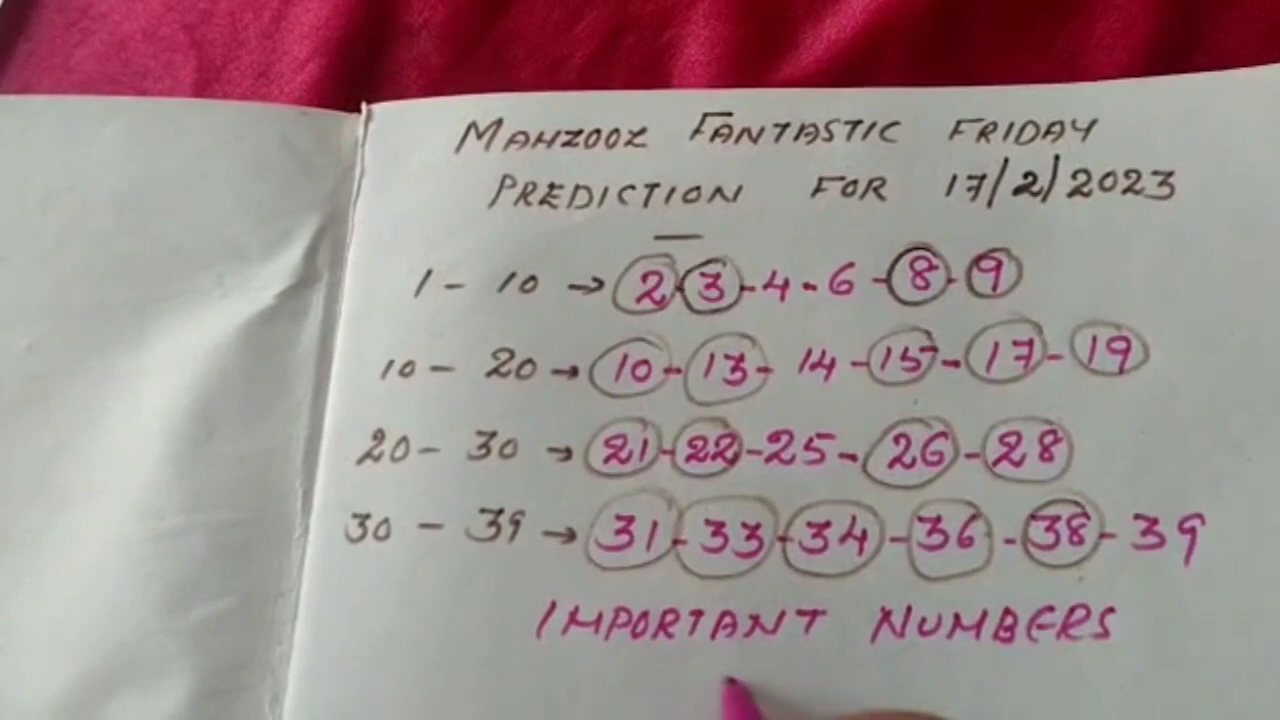 MAHZOOZ FANTASTIC FRIDAY
PREDICTION FOR 17/2/2023
1 - 10 → 2 - 3 - 4 - 6 - 8 - 9
10 - 20 → 10 - 13 - 14 - 15 - 17 - 19
20 - 30 → 21 - 22 - 25 - 26 - 28
30 - 39 → 31 - 33 - 34 - 36 - 38 - 39
IMPORTANT NUMBERS